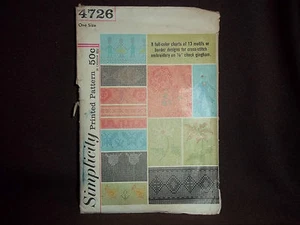 4726
One Size
50¢
Simplicity
Printed Pattern
8 full-color charts of 13 motifs or
border designs for cross-stitch
embroidery on ⅛" check gingham.